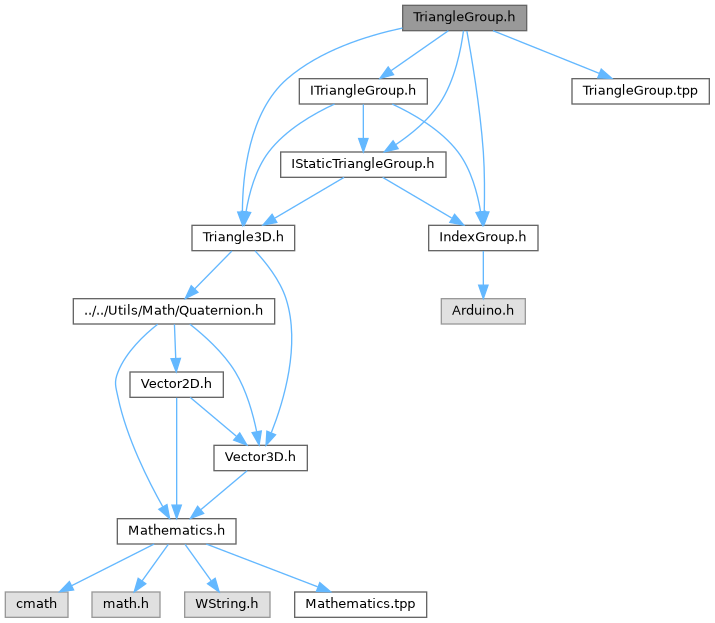 TriangleGroup.h
ITriangleGroup.h
TriangleGroup.tpp
IStaticTriangleGroup.h
Triangle3D.h
IndexGroup.h
../../Utils/Math/Quaternion.h
Arduino.h
Vector2D.h
Vector3D.h
Mathematics.h
cmath
math.h
WString.h
Mathematics.tpp